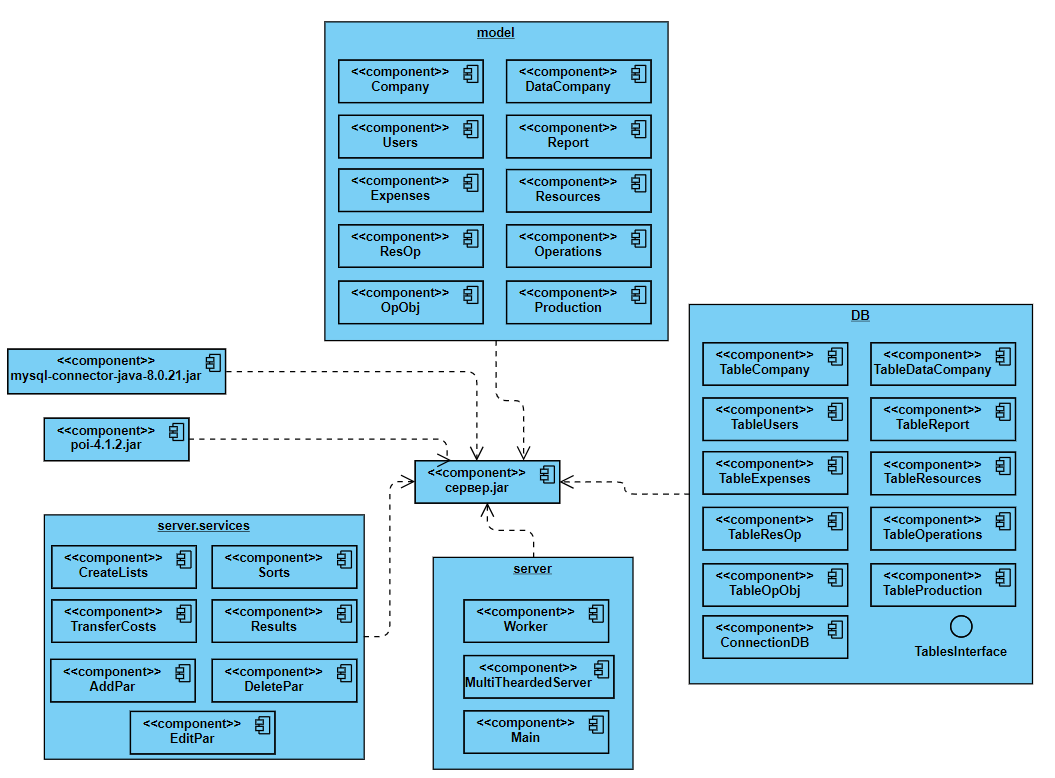 model
<<component>>
Company
<<component>>
DataCompany
<<component>>
Users
<<component>>
Report
<<component>>
Expenses
<<component>>
Resources
<<component>>
ResOp
<<component>>
Operations
<<component>>
OpObj
<<component>>
Production
<<component>>
mysql-connector-java-8.0.21.jar
<<component>>
poi-4.1.2.jar
<<component>>
сервер.jar
DB
<<component>>
TableCompany
<<component>>
TableDataCompany
<<component>>
TableUsers
<<component>>
TableReport
<<component>>
TableExpenses
<<component>>
TableResources
<<component>>
TableResOp
<<component>>
TableOperations
<<component>>
TableOpObj
<<component>>
TableProduction
<<component>>
ConnectionDB
TablesInterface
server.services
<<component>>
CreateLists
<<component>>
Sorts
<<component>>
TransferCosts
<<component>>
Results
<<component>>
AddPar
<<component>>
DeletePar
<<component>>
EditPar
server
<<component>>
Worker
<<component>>
MultiTheardedServer
<<component>>
Main